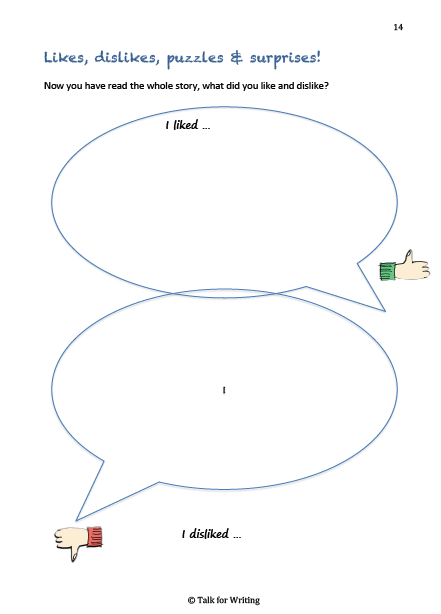 14
Likes, dislikes, puzzles & surprises!
Now you have read the whole story, what did you like and dislike?
I liked ...
I
I disliked ...
© Talk for Writing